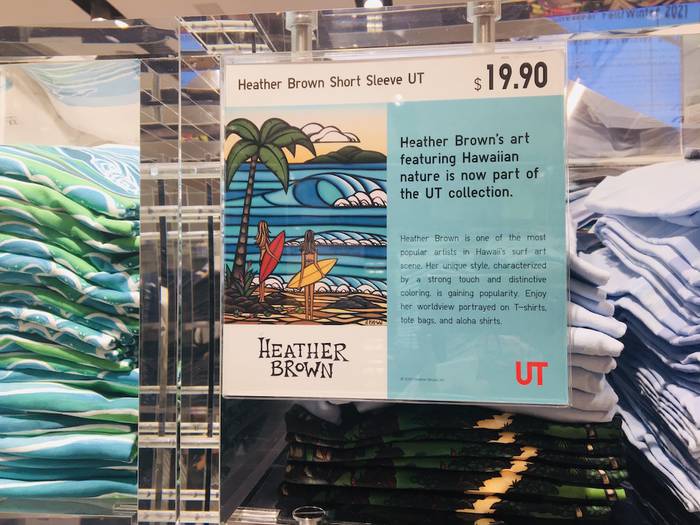 Fall/Winter 2021
Heather Brown Short Sleeve UT
$19.90
Heather Brown's art
featuring Hawaiian
nature is now part of
the UT collection.
Heather Brown is one of the most
popular artists in Hawaii's surf art
scene. Her unique style, characterized
by a strong touch and distinctive
coloring, is gaining popularity. Enjoy
her worldview portrayed on T-shirts,
tote bags, and aloha shirts.
HEATHER
BROWN
UT